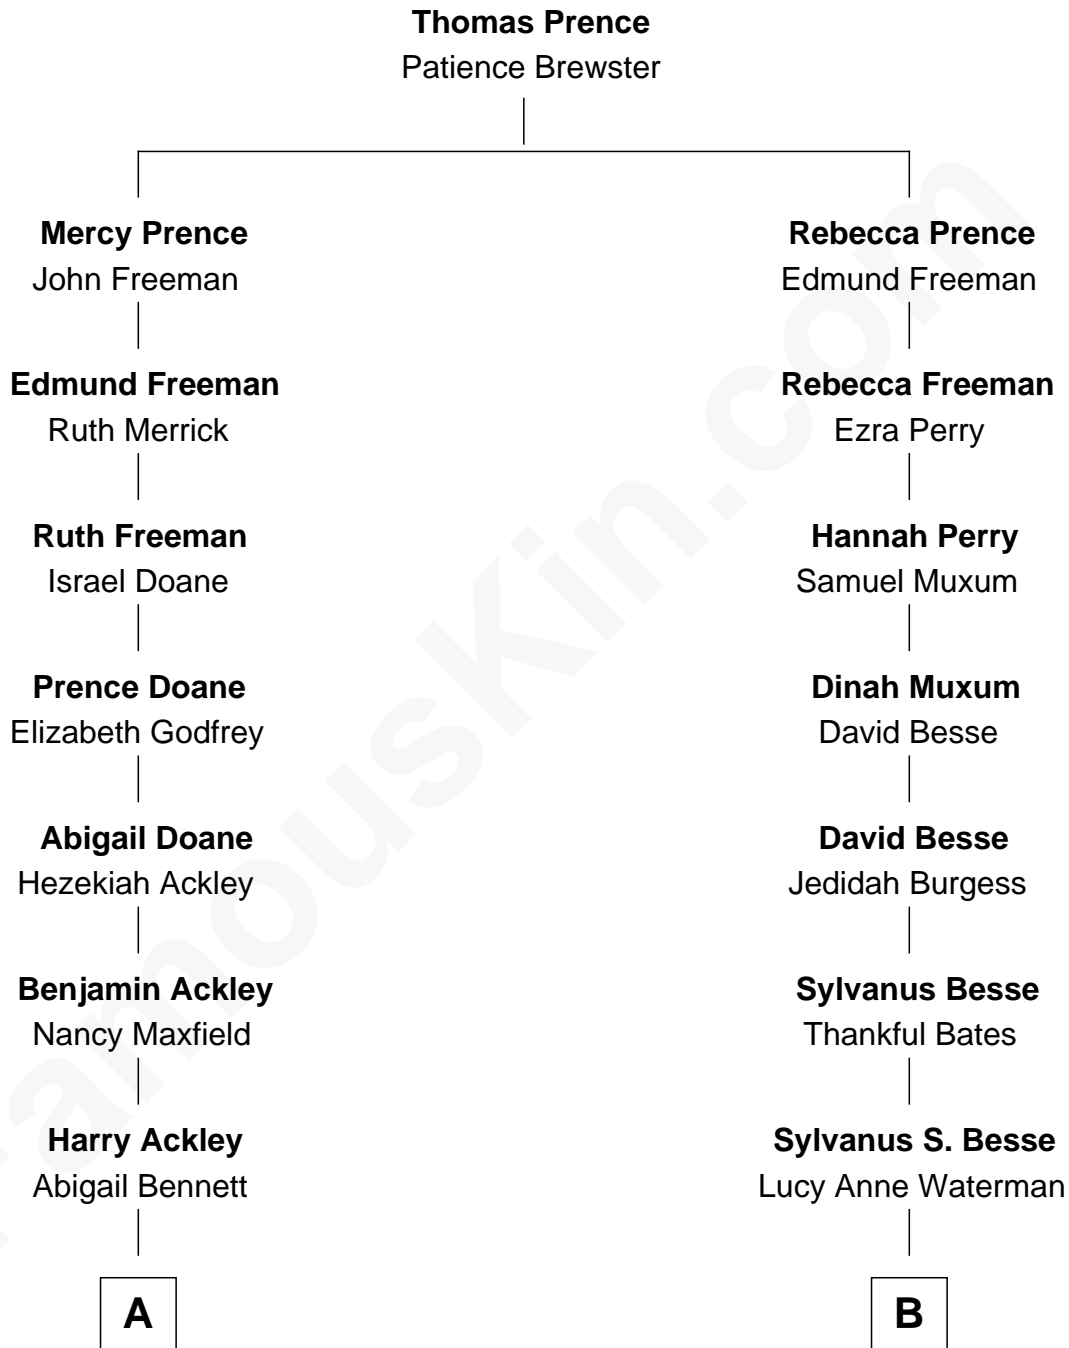 Thomas Prence
Patience Brewster
Mercy Prence
John Freeman
Rebecca Prence
Edmund Freeman
Edmund Freeman
Ruth Merrick
Rebecca Freeman
Ezra Perry
Ruth Freeman
Israel Doane
Hannah Perry
Samuel Muxum
Prence Doane
Elizabeth Godfrey
Dinah Muxum
David Besse
Abigail Doane
Hezekiah Ackley
David Besse
Jedidah Burgess
Benjamin Ackley
Nancy Maxfield
Sylvanus Besse
Thankful Bates
Harry Ackley
Abigail Bennett
Sylvanus S. Besse
Lucy Anne Waterman
A
B
FamousKin.com